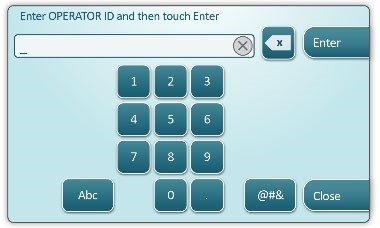 Enter OPERATOR ID and then touch Enter
_
x
Enter
1 2 3
4 5 6
7 8 9
Abc 0 . @#& Close